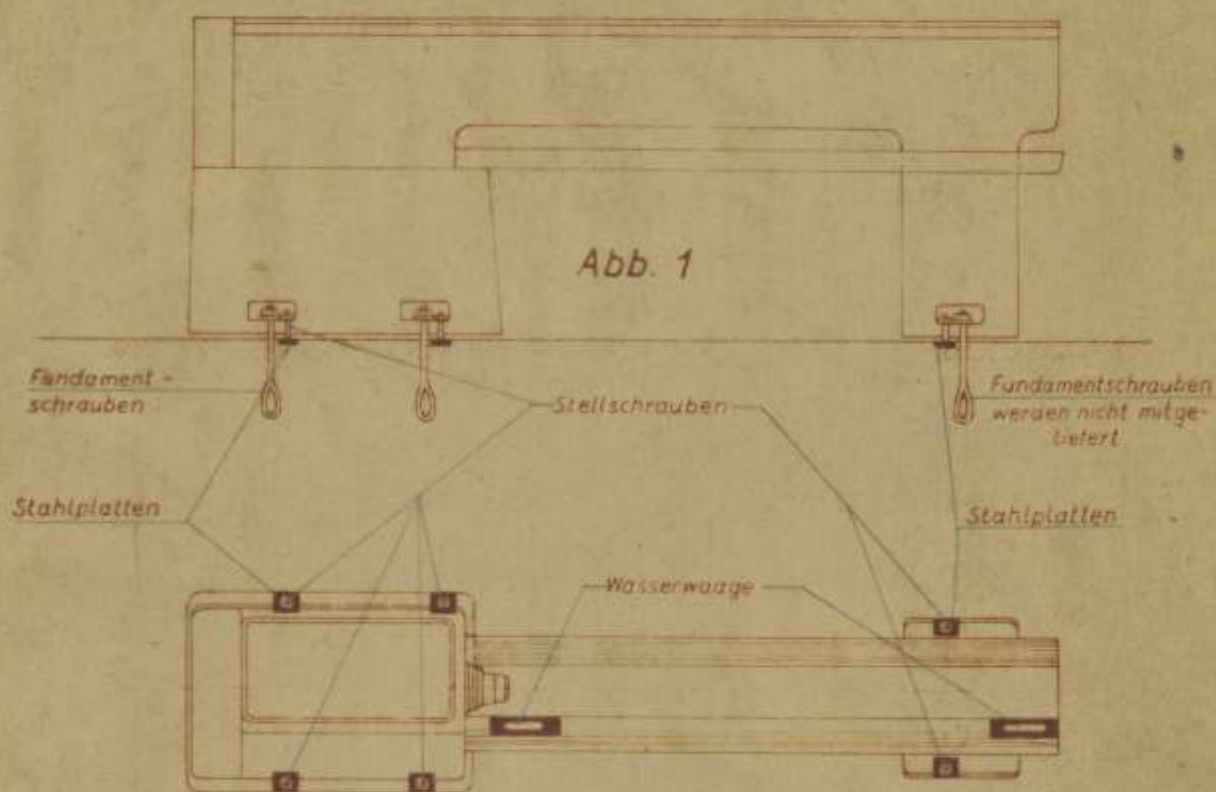 Abb. 1
Fundament-
schrauben
Stellschrauben
Fundamentschrauben
werden nicht mitge-
liefert
Stahlplatten
Stahlplatten
Wasserwaage